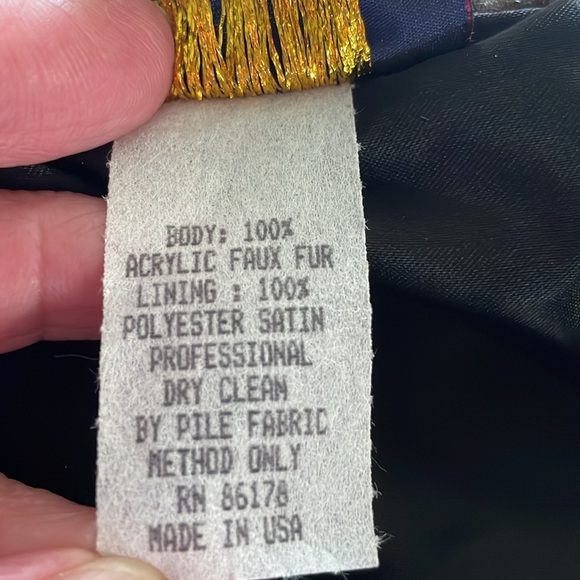 BODY: 100%
ACRYLIC FAUX FUR
LINING : 100%
POLYESTER SATIN
PROFESSIONAL
DRY CLEAN
BY PILE FABRIC
METHOD ONLY
RN 86178
MADE IN USA